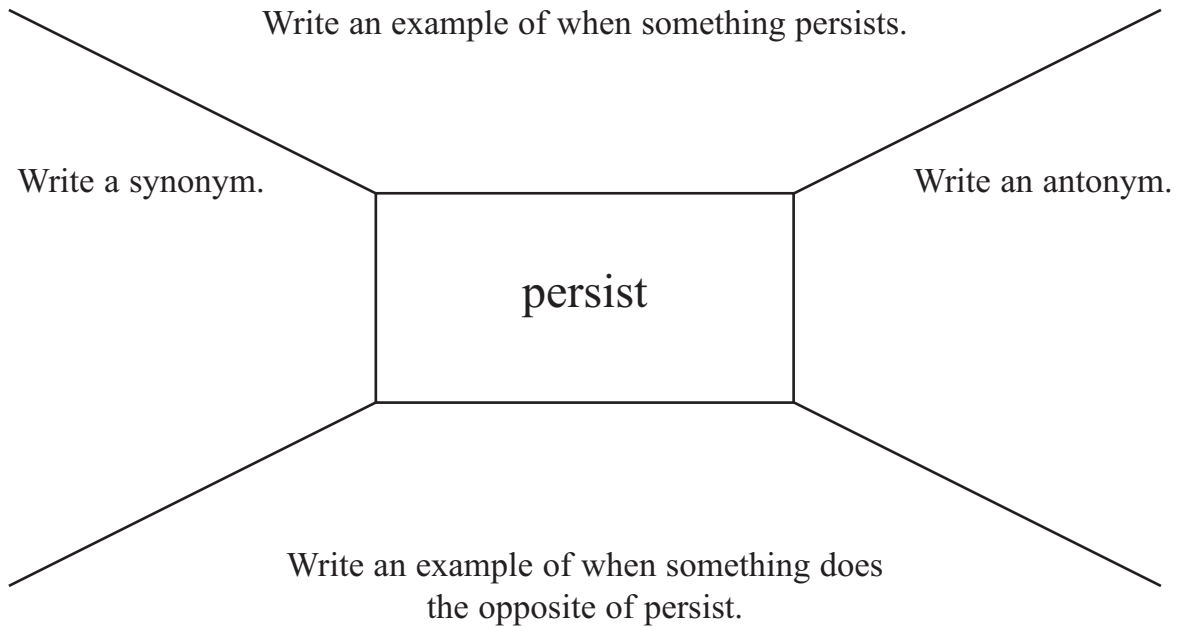 Write an example of when something persists.
Write a synonym.
Write an antonym.
persist
Write an example of when something does
the opposite of persist.